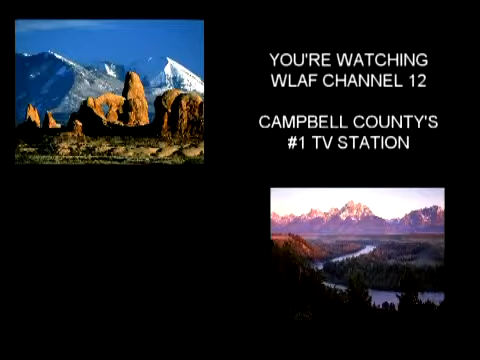 YOU'RE WATCHING
WLAF CHANNEL 12
CAMPBELL COUNTY'S
#1 TV STATION